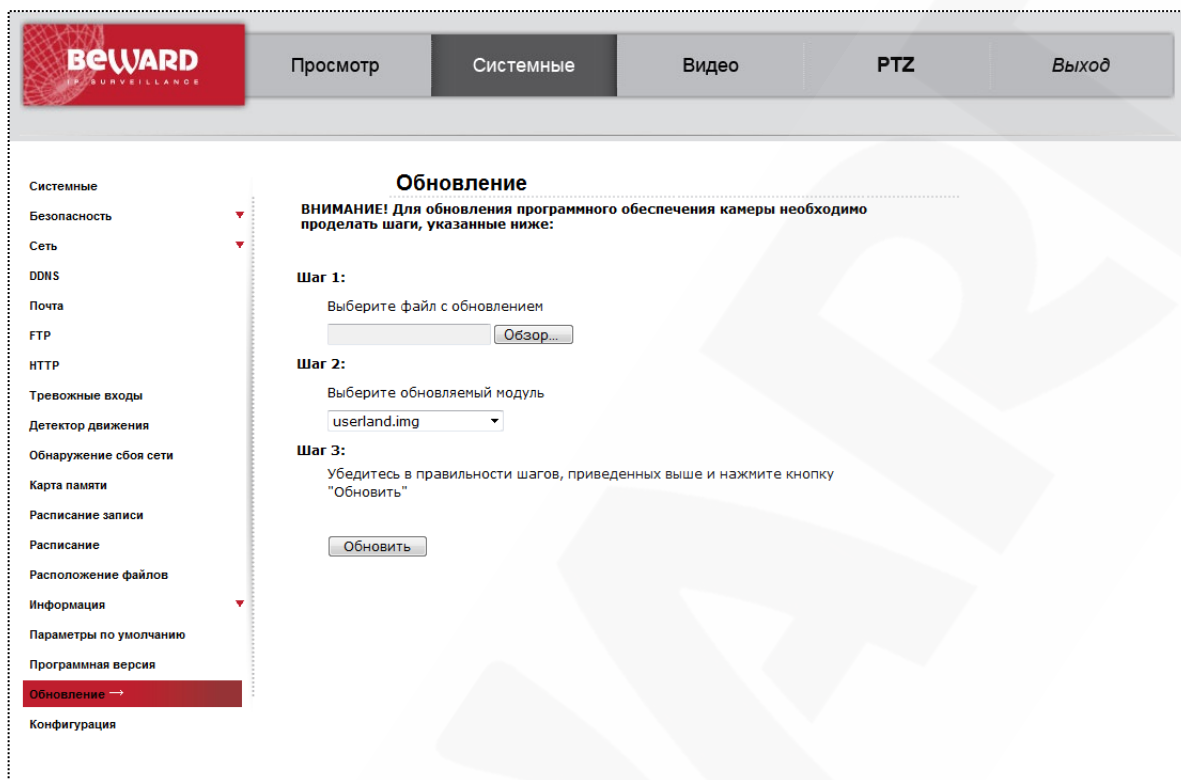 BEWARD
IP SURVEILLANCE
Просмотр
Системные
Видео
PTZ
Выход
Системные
Безопасность
Сеть
DDNS
Почта
FTP
HTTP
Тревожные входы
Детектор движения
Обнаружение сбоя сети
Карта памяти
Расписание записи
Расписание
Расположение файлов
Информация
Параметры по умолчанию
Программная версия
Обновление →
Конфигурация
Обновление
ВНИМАНИЕ! Для обновления программного обеспечения камеры необходимо
проделать шаги, указанные ниже:
Шаг 1:
Выберите файл с обновлением
Обзор...
Шаг 2:
Выберите обновляемый модуль
userland.img
Шаг 3:
Убедитесь в правильности шагов, приведенных выше и нажмите кнопку
"Обновить"
Обновить